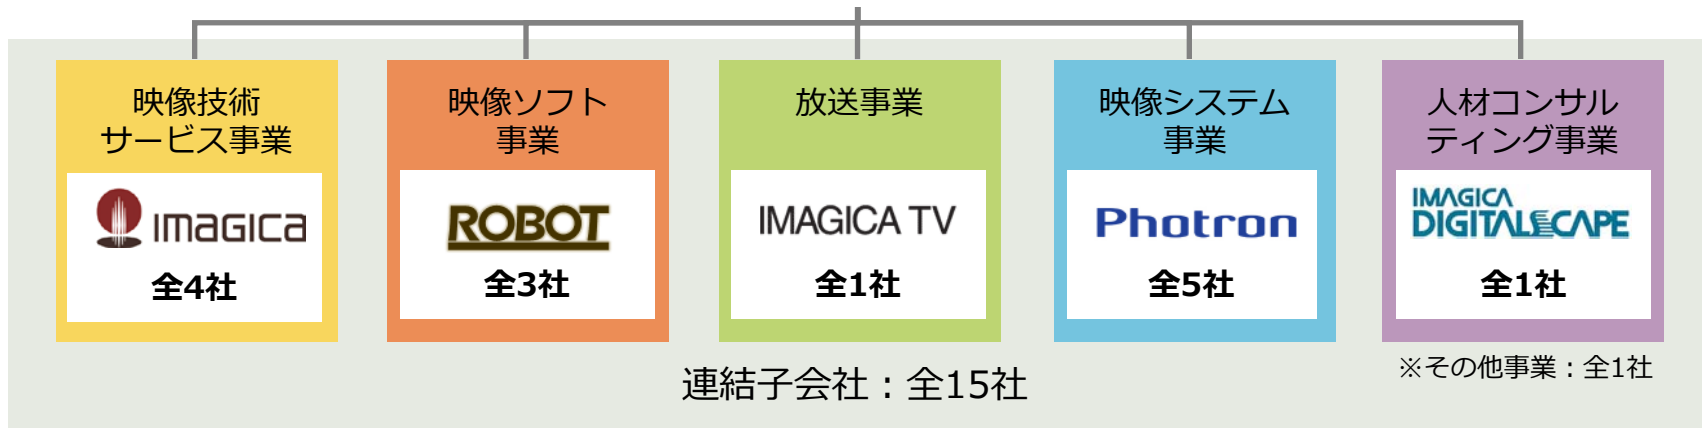 映像技術
サービス事業
IMAGICA
全4社
映像ソフト
事業
ROBOT
全3社
放送事業
IMAGICA TV
全1社
映像システム
事業
Photron
全5社
人材コンサル
ティング事業
IMAGICA
DIGITALSCAPE
全1社
連結子会社：全15社
※その他事業：全1社